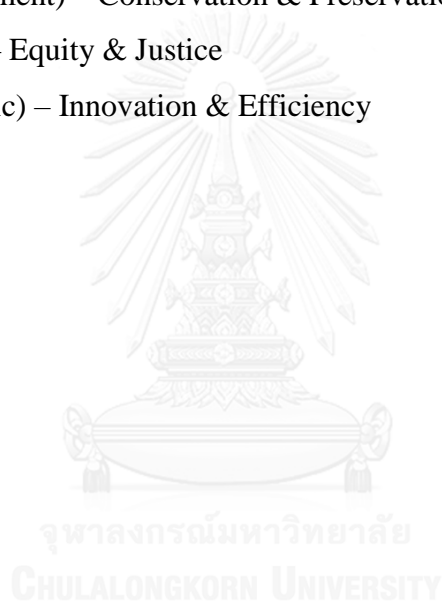 ment) – Conservation & Preservation
– Equity & Justice
ic) – Innovation & Efficiency
จุฬาลงกรณ์มหาวิทยาลัย
CHULALONGKORN UNIVERSITY